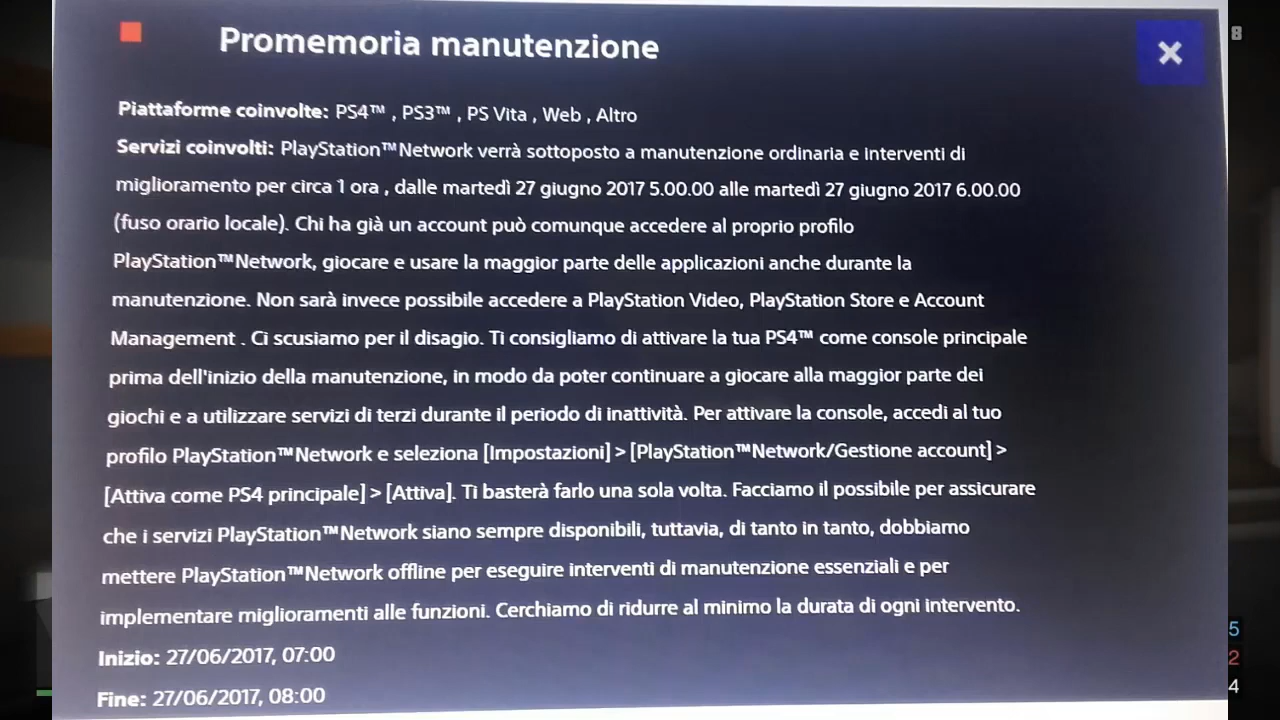 Promemoria manutenzione
Piattaforme coinvolte: PS4™ , PS3™ , PS Vita , Web , Altro
Servizi coinvolti: PlayStation™Network verrà sottoposto a manutenzione ordinaria e interventi di
miglioramento per circa 1 ora , dalle martedì 27 giugno 2017 5.00.00 alle martedì 27 giugno 2017 6.00.00
(fuso orario locale). Chi ha già un account può comunque accedere al proprio profilo
PlayStation™Network, giocare e usare la maggior parte delle applicazioni anche durante la
manutenzione. Non sarà invece possibile accedere a PlayStation Video, PlayStation Store e Account
Management . Ci scusiamo per il disagio. Ti consigliamo di attivare la tua PS4™ come console principale
prima dell'inizio della manutenzione, in modo da poter continuare a giocare alla maggior parte dei
giochi e a utilizzare servizi di terzi durante il periodo di inattività. Per attivare la console, accedi al tuo
profilo PlayStation™Network e seleziona [Impostazioni] > [PlayStation™Network/Gestione account] >
[Attiva come PS4 principale] > [Attiva]. Ti basterà farlo una sola volta. Facciamo il possibile per assicurare
che i servizi PlayStation™Network siano sempre disponibili, tuttavia, di tanto in tanto, dobbiamo
mettere PlayStation™Network offline per eseguire interventi di manutenzione essenziali e per
implementare miglioramenti alle funzioni. Cerchiamo di ridurre al minimo la durata di ogni intervento.
Inizio: 27/06/2017, 07:00
Fine: 27/06/2017, 08:00
8
5
2
4